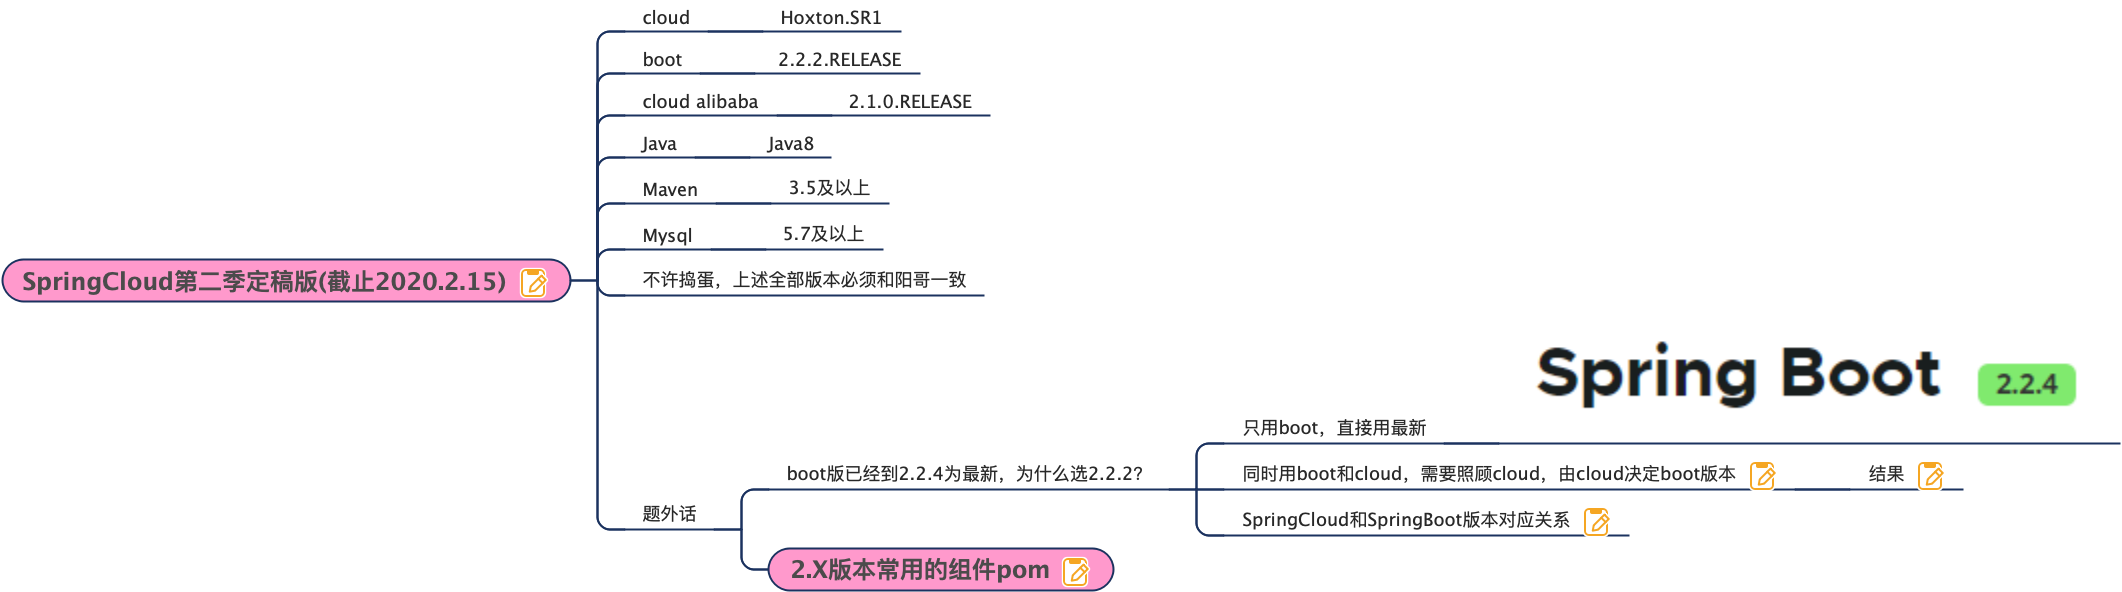 cloud Hoxton.SR1
boot 2.2.2.RELEASE
cloud alibaba 2.1.0.RELEASE
Java Java8
Maven 3.5及以上
Mysql 5.7及以上
SpringCloud第二季定稿版(截止2020.2.15)
不许捣蛋，上述全部版本必须和阳哥一致
Spring Boot 2.2.4
只用boot，直接用最新
boot版已经到2.2.4为最新，为什么选2.2.2?
同时用boot和cloud，需要照顾cloud，由cloud决定boot版本 结果
题外话
SpringCloud和SpringBoot版本对应关系
2.X版本常用的组件pom